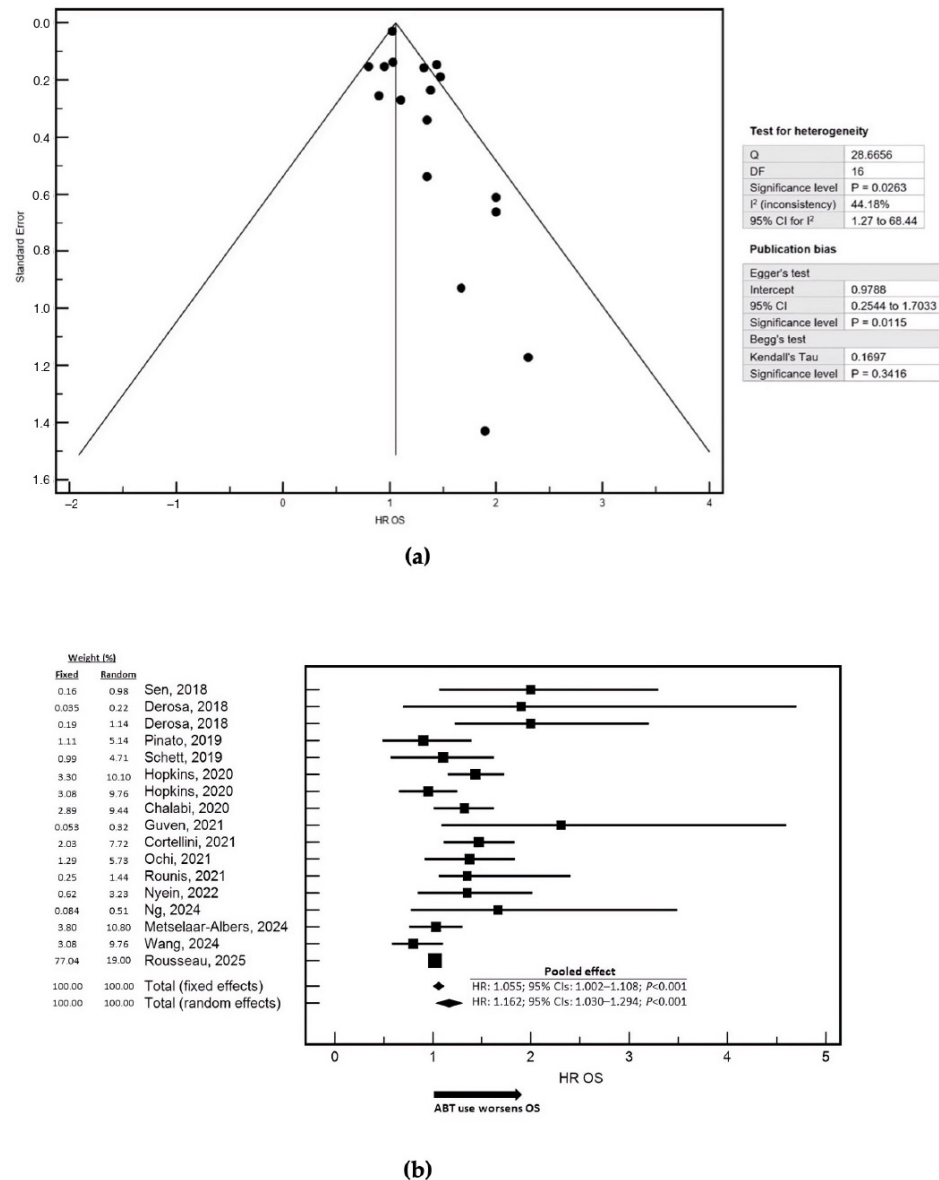 0.0
0.2
0.4
0.6
0.8
1.0
1.2
1.4
1.6
Standard Error
−2
−1
0
1
2
3
4
HR OS
Test for heterogeneity
Q 28.6656
DF 16
Significance level P = 0.0263
I² (inconsistency) 44.18%
95% CI for I² 1.27 to 68.44
Publication bias
Egger's test
Intercept 0.9788
95% CI 0.2544 to 1.7033
Significance level P = 0.0115
Begg's test
Kendall's Tau 0.1697
Significance level P = 0.3416
(a)
Weight (%)
Fixed Random
0.16 0.98 Sen, 2018
0.035 0.22 Derosa, 2018
0.19 1.14 Derosa, 2018
1.11 5.14 Pinato, 2019
0.99 4.71 Schett, 2019
3.30 10.10 Hopkins, 2020
3.08 9.76 Hopkins, 2020
2.89 9.44 Chalabi, 2020
0.053 0.32 Guven, 2021
2.03 7.72 Cortellini, 2021
1.29 5.73 Ochi, 2021
0.25 1.44 Rounis, 2021
0.62 3.23 Nyein, 2022
0.084 0.51 Ng, 2024
3.80 10.80 Metselaar-Albers, 2024
3.08 9.76 Wang, 2024
77.04 19.00 Rousseau, 2025
Pooled effect
100.00 100.00 Total (fixed effects) HR: 1.055; 95% CIs: 1.002–1.108; P<0.001
100.00 100.00 Total (random effects) HR: 1.162; 95% CIs: 1.030–1.294; P<0.001
0 1 2 3 4 5
HR OS
ABT use worsens OS
(b)